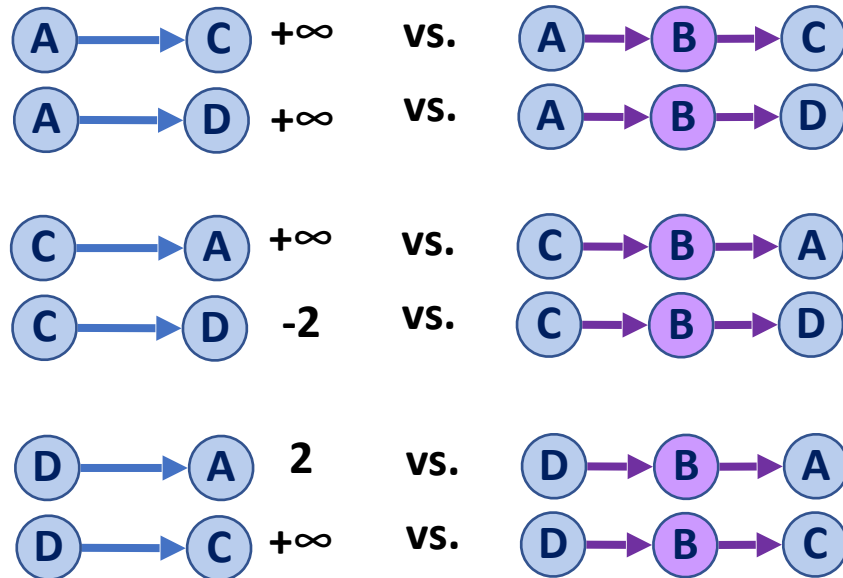 A C +∞ vs. A B C
A D +∞ vs. A B D
C A +∞ vs. C B A
C D -2 vs. C B D
D A 2 vs. D B A
D C +∞ vs. D B C